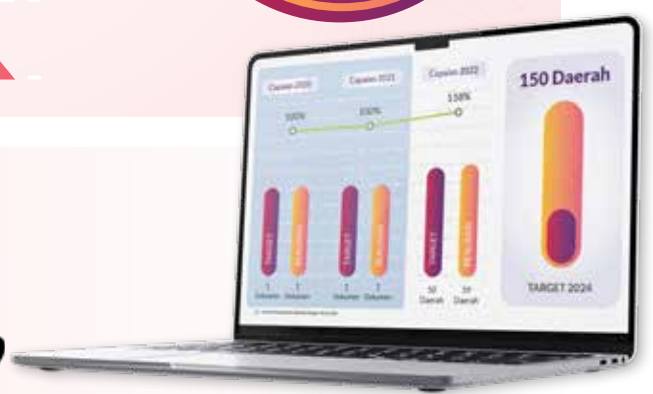 Capaian 2020
Capaian 2021
Capaian 2022
150 Daerah
100%
100%
118%
TARGET
REALISASI
TARGET
REALISASI
TARGET
REALISASI
1
Dokumen
1
Dokumen
1
Dokumen
1
Dokumen
50
Daerah
59
Daerah
TARGET 2024